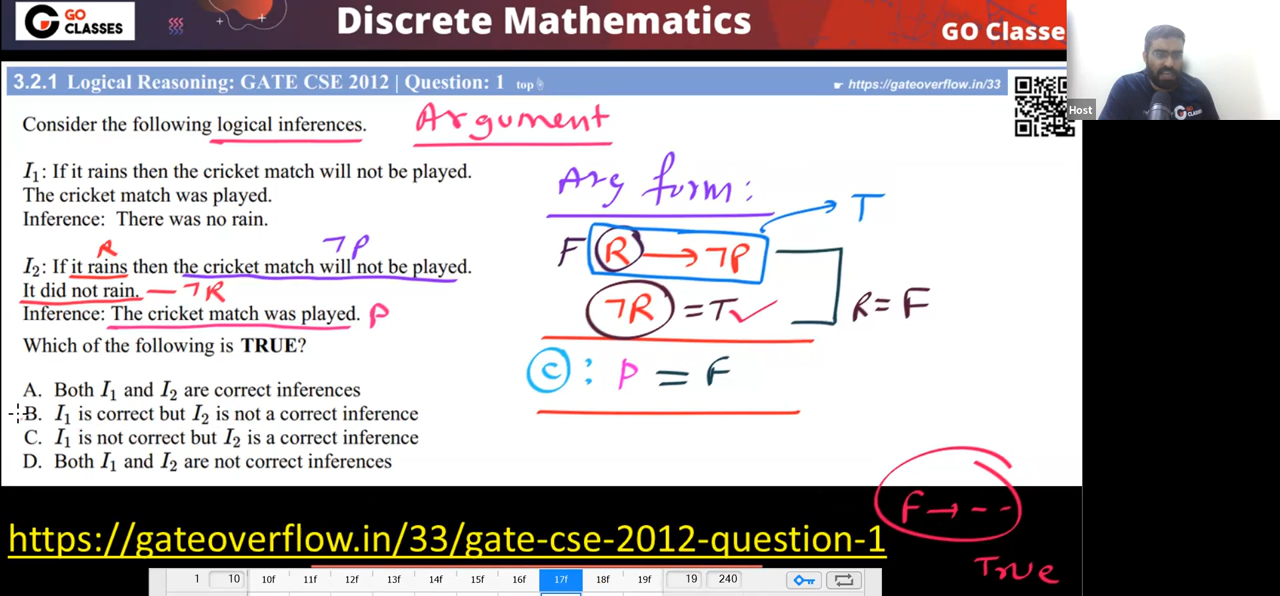 GO
CLASSES
Discrete Mathematics
GO Classe
3.2.1 Logical Reasoning: GATE CSE 2012 | Question: 1 top
https://gateoverflow.in/33
Host
GO
CLASSES
Consider the following logical inferences.
Argument
I₁: If it rains then the cricket match will not be played.
The cricket match was played.
Inference: There was no rain.
R
¬P
I₂: If it rains then the cricket match will not be played.
It did not rain. — ¬R
Inference: The cricket match was played. P
Which of the following is TRUE?
A. Both I₁ and I₂ are correct inferences
B. I₁ is correct but I₂ is not a correct inference
C. I₁ is not correct but I₂ is a correct inference
D. Both I₁ and I₂ are not correct inferences
Arg form:
T
F R → ¬P
¬R = T ✓
R = F
C : P = F
F → - -
True
https://gateoverflow.in/33/gate-cse-2012-question-1
1 10 10f 11f 12f 13f 14f 15f 16f 17f 18f 19f 19 240